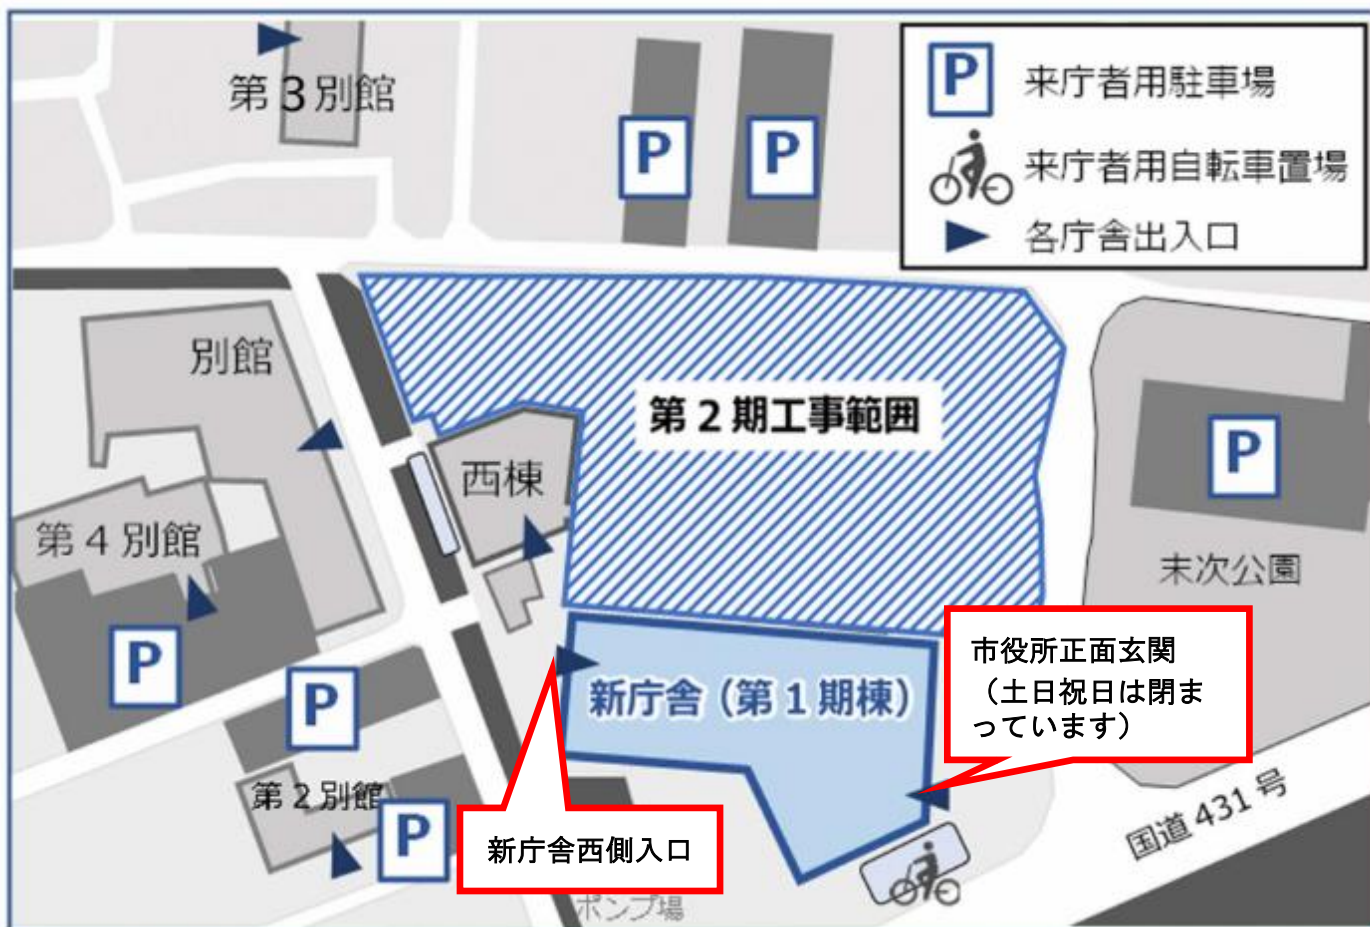 第3別館
P
P
P 来庁者用駐車場
来庁者用自転車置場
各庁舎出入口
別館
第2期工事範囲
西棟
P
第4別館
末次公園
P
P
新庁舎（第1期棟）
市役所正面玄関
（土日祝日は閉ま
っています）
第2別館
P
新庁舎西側入口
国道431号
ポンプ場